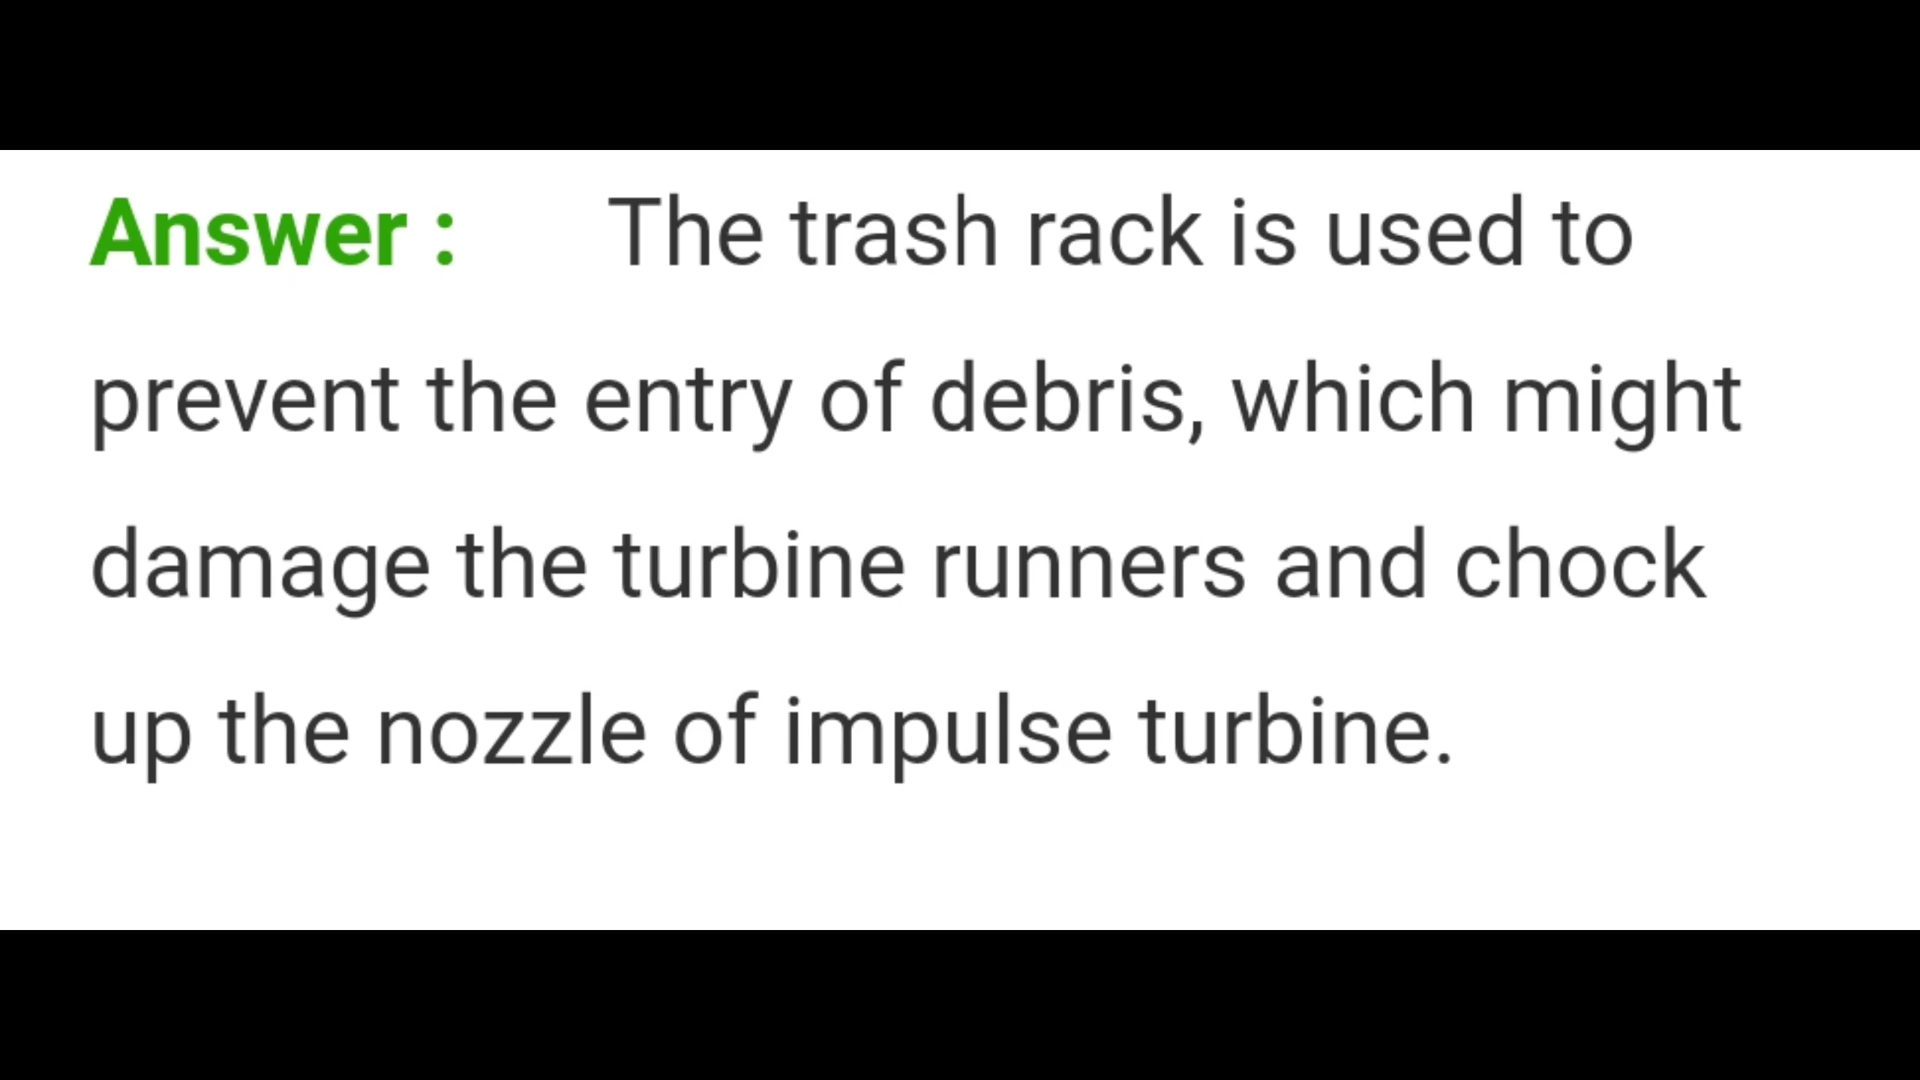 Answer : The trash rack is used to
prevent the entry of debris, which might
damage the turbine runners and chock
up the nozzle of impulse turbine.